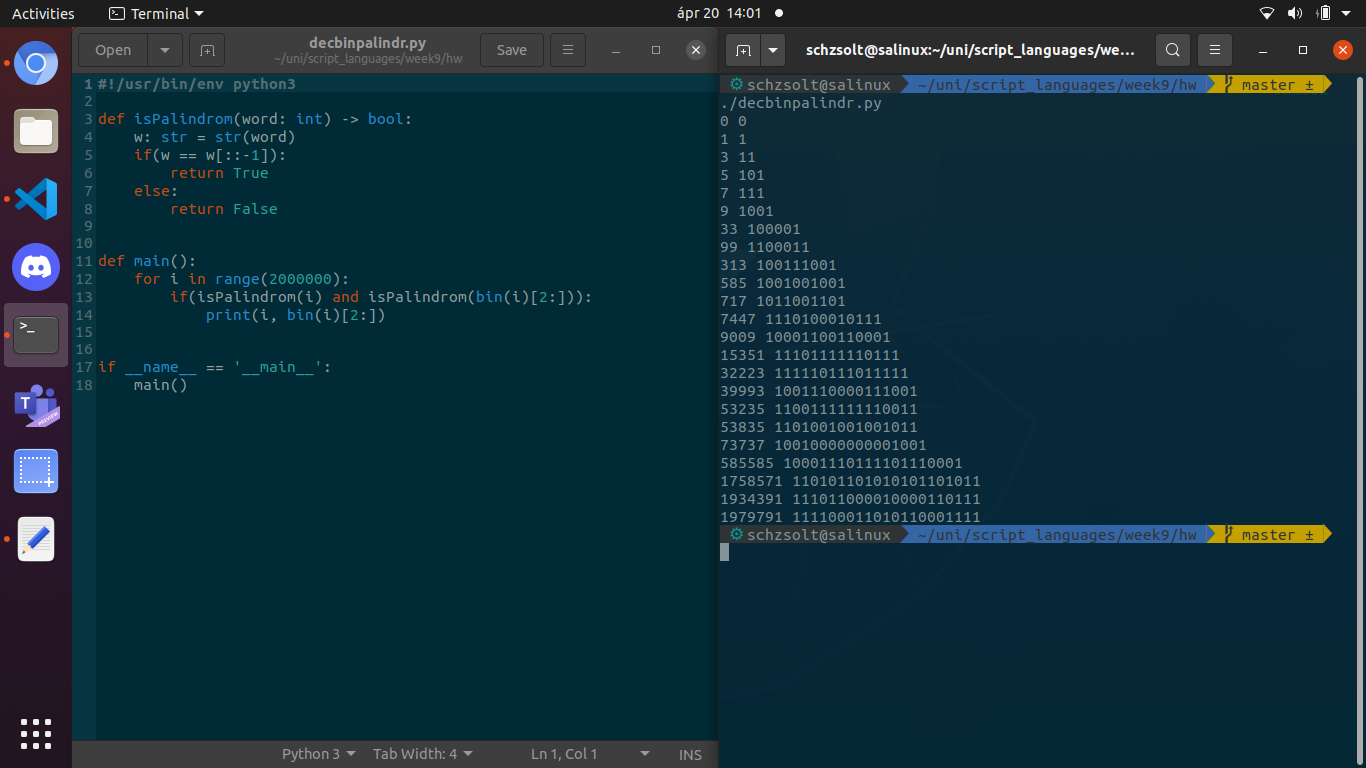 Activities
Terminal
ápr 20 14:01
Open
decbinpalindr.py
~/uni/script_languages/week9/hw
Save
1 #!/usr/bin/env python3
2
3 def isPalindrom(word: int) -> bool:
4     w: str = str(word)
5     if(w == w[::-1]):
6         return True
7     else:
8         return False
9
10
11 def main():
12     for i in range(2000000):
13         if(isPalindrom(i) and isPalindrom(bin(i)[2:])):
14             print(i, bin(i)[2:])
15
16
17 if __name__ == '__main__':
18     main()
Python 3
Tab Width: 4
Ln 1, Col 1
INS
schzsolt@salinux:~/uni/script_languages/we...
schzsolt@salinux ~/uni/script_languages/week9/hw master ±
./decbinpalindr.py
0 0
1 1
3 11
5 101
7 111
9 1001
33 100001
99 1100011
313 100111001
585 1001001001
717 1011001101
7447 1110100010111
9009 10001100110001
15351 11101111110111
32223 111110111011111
39993 1001110000111001
53235 1100111111110011
53835 1101001001001011
73737 10010000000001001
585585 10001110111101110001
1758571 110101101010101101011
1934391 111011000010000110111
1979791 111100011010110001111
schzsolt@salinux ~/uni/script_languages/week9/hw master ±
>_
T
PREVIEW